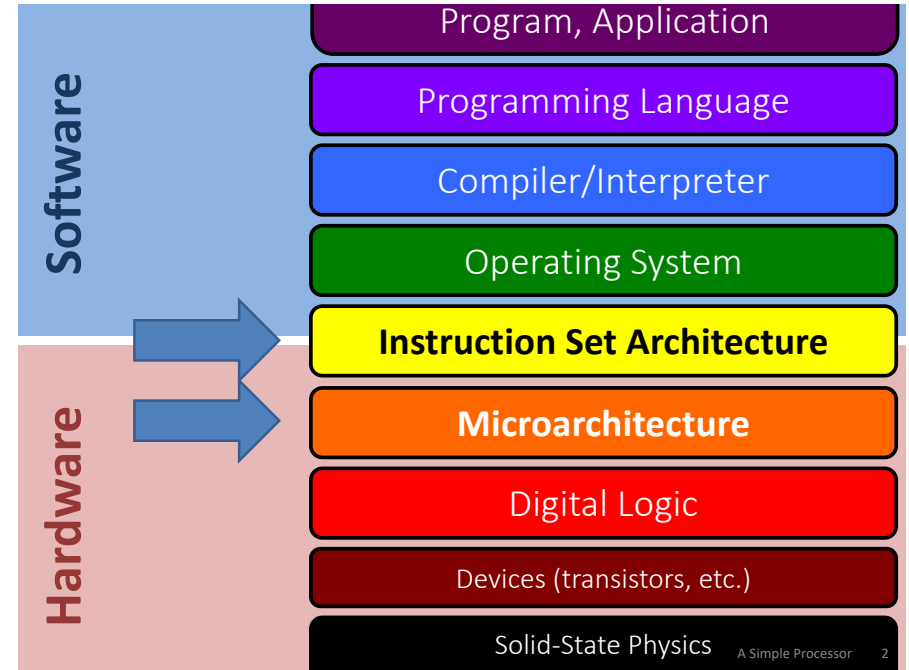 Software
Program, Application
Programming Language
Compiler/Interpreter
Operating System
Instruction Set Architecture
Hardware
Microarchitecture
Digital Logic
Devices (transistors, etc.)
Solid-State Physics
A Simple Processor 2